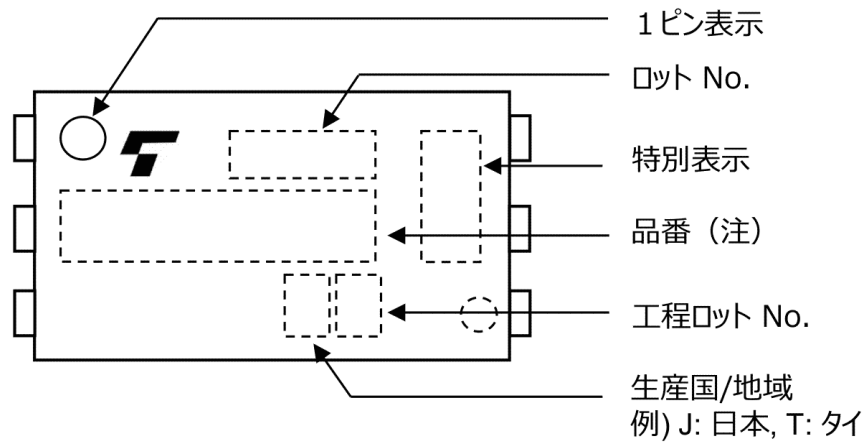 1ピン表示
ロット No.
特別表示
品番（注）
工程ロット No.
生産国/地域
例) J: 日本, T: タイ